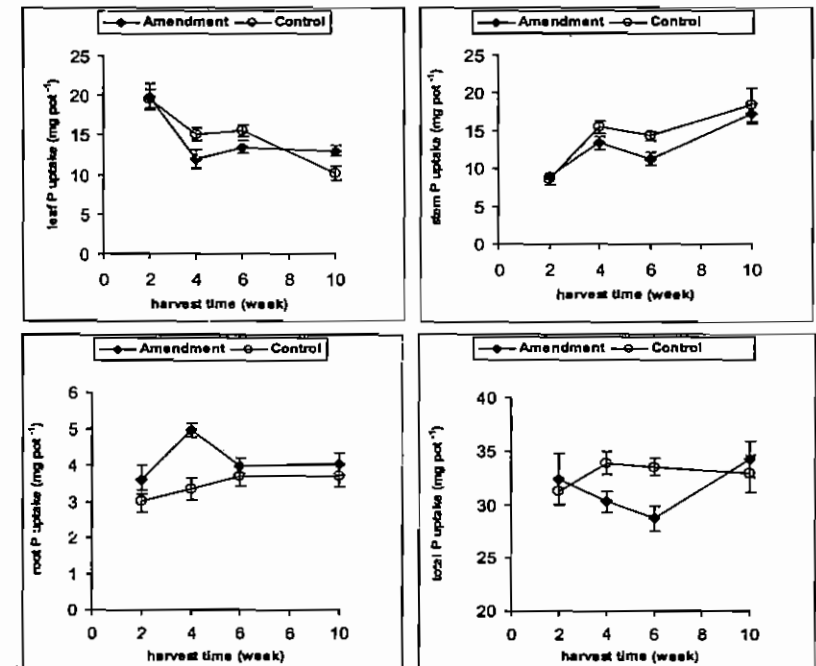 Amendment Control
25
20
15
10
5
0
leaf P uptake (mg pot -1)
0 2 4 6 8 10
harvest time (week)
Amendment Control
25
20
15
10
5
0
stem P uptake (mg pot -1)
0 2 4 6 8 10
harvest time (week)
Amendment Control
6
5
4
3
2
1
0
root P uptake (mg pot -1)
0 2 4 6 8 10
harvest time (week)
Amendment Control
40
35
30
25
20
total P uptake (mg pot -1)
0 2 4 6 8 10
harvest time (week)